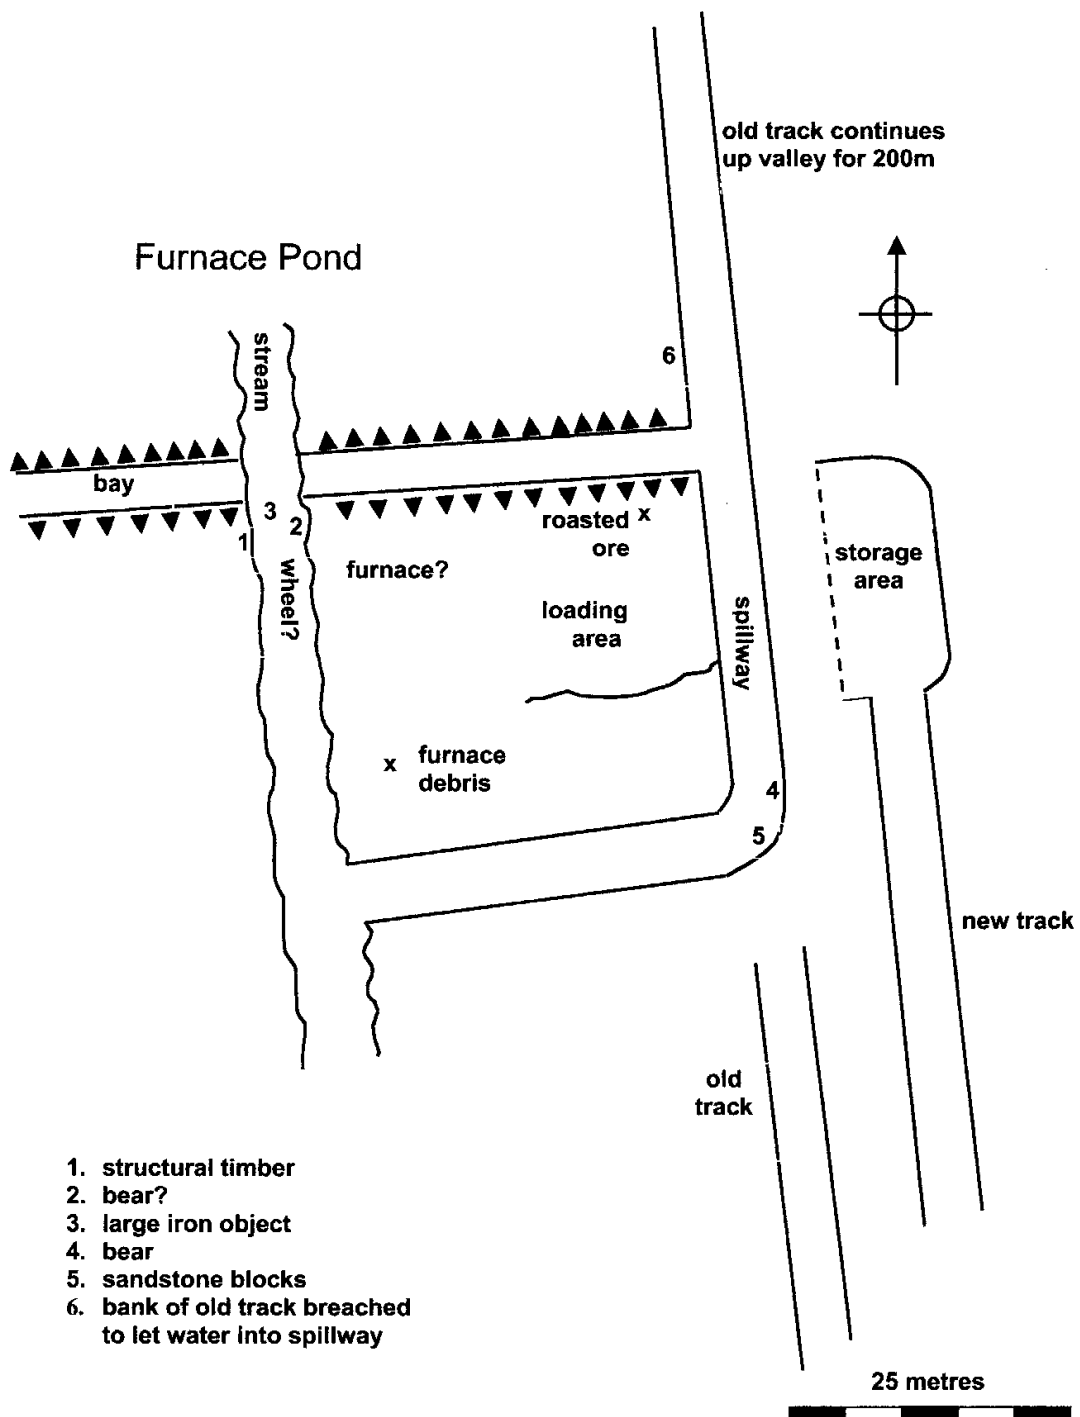 old track continues
up valley for 200m
Furnace Pond
stream
6
bay
3
2
1
roasted x
ore
furnace?
wheel?
storage
area
loading
area
spillway
x furnace
debris
4
5
new track
old
track
1. structural timber
2. bear?
3. large iron object
4. bear
5. sandstone blocks
6. bank of old track breached
to let water into spillway
25 metres